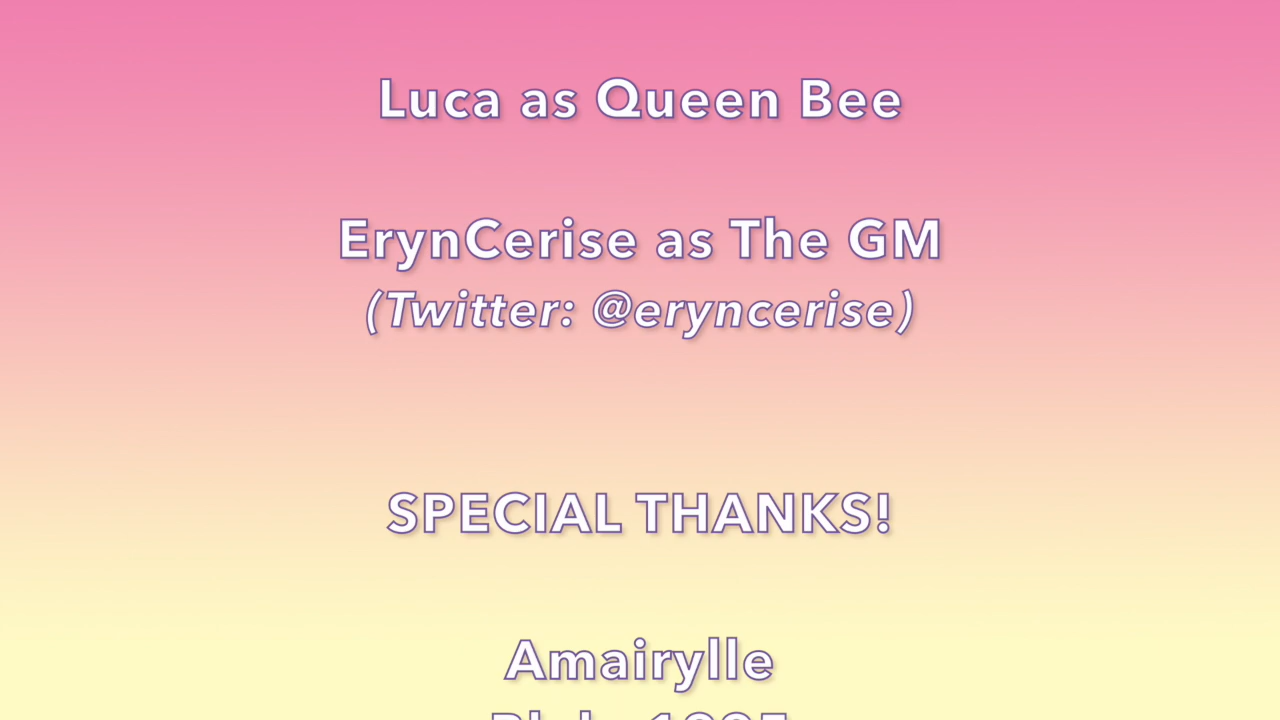 Luca as Queen Bee
ErynCerise as The GM
(Twitter: @eryncerise)
SPECIAL THANKS!
Amairylle